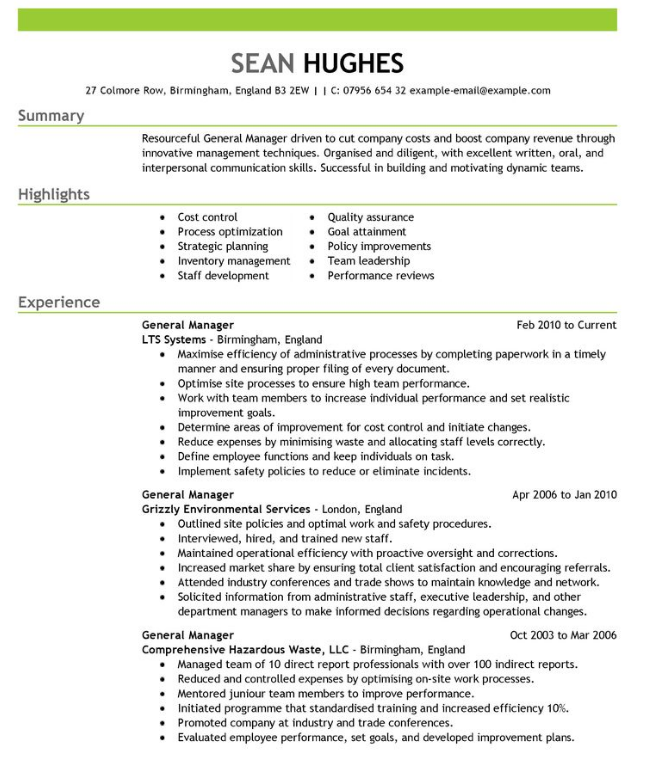 SEAN HUGHES
27 Colmore Row, Birmingham, England B3 2EW | | C: 07956 654 32 example-email@example.com
Summary
Resourceful General Manager driven to cut company costs and boost company revenue through
innovative management techniques. Organised and diligent, with excellent written, oral, and
interpersonal communication skills. Successful in building and motivating dynamic teams.
Highlights
• Cost control
• Process optimization
• Strategic planning
• Inventory management
• Staff development
• Quality assurance
• Goal attainment
• Policy improvements
• Team leadership
• Performance reviews
Experience
General Manager Feb 2010 to Current
LTS Systems - Birmingham, England
• Maximise efficiency of administrative processes by completing paperwork in a timely
manner and ensuring proper filing of every document.
• Optimise site processes to ensure high team performance.
• Work with team members to increase individual performance and set realistic
improvement goals.
• Determine areas of improvement for cost control and initiate changes.
• Reduce expenses by minimising waste and allocating staff levels correctly.
• Define employee functions and keep individuals on task.
• Implement safety policies to reduce or eliminate incidents.
General Manager Apr 2006 to Jan 2010
Grizzly Environmental Services - London, England
• Outlined site policies and optimal work and safety procedures.
• Interviewed, hired, and trained new staff.
• Maintained operational efficiency with proactive oversight and corrections.
• Increased market share by ensuring total client satisfaction and encouraging referrals.
• Attended industry conferences and trade shows to maintain knowledge and network.
• Solicited information from administrative staff, executive leadership, and other
department managers to make informed decisions regarding operational changes.
General Manager Oct 2003 to Mar 2006
Comprehensive Hazardous Waste, LLC - Birmingham, England
• Managed team of 10 direct report professionals with over 100 indirect reports.
• Reduced and controlled expenses by optimising on-site work processes.
• Mentored juniour team members to improve performance.
• Initiated programme that standardised training and increased efficiency 10%.
• Promoted company at industry and trade conferences.
• Evaluated employee performance, set goals, and developed improvement plans.